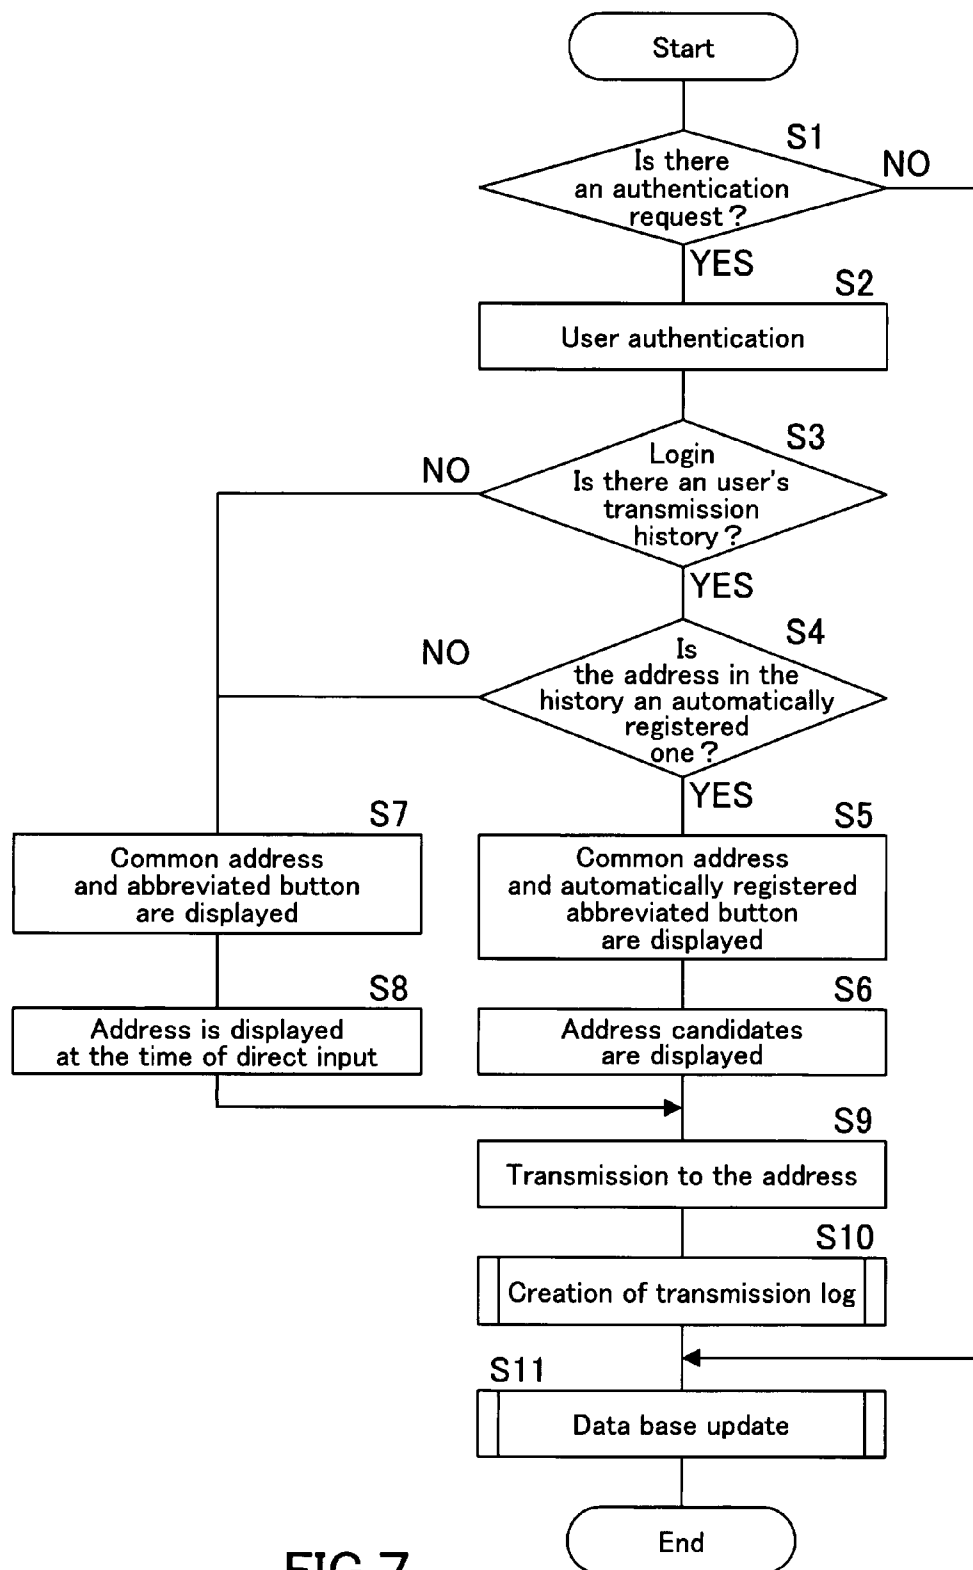 Start
S1
Is there
an authentication
request?
NO
YES
S2
User authentication
S3
Login
Is there an user's
transmission
history?
NO
YES
S4
Is
the address in the
history an automatically
registered
one?
NO
YES
S7
Common address
and abbreviated button
are displayed
S5
Common address
and automatically registered
abbreviated button
are displayed
S8
Address is displayed
at the time of direct input
S6
Address candidates
are displayed
S9
Transmission to the address
S10
Creation of transmission log
S11
Data base update
End
FIG.7